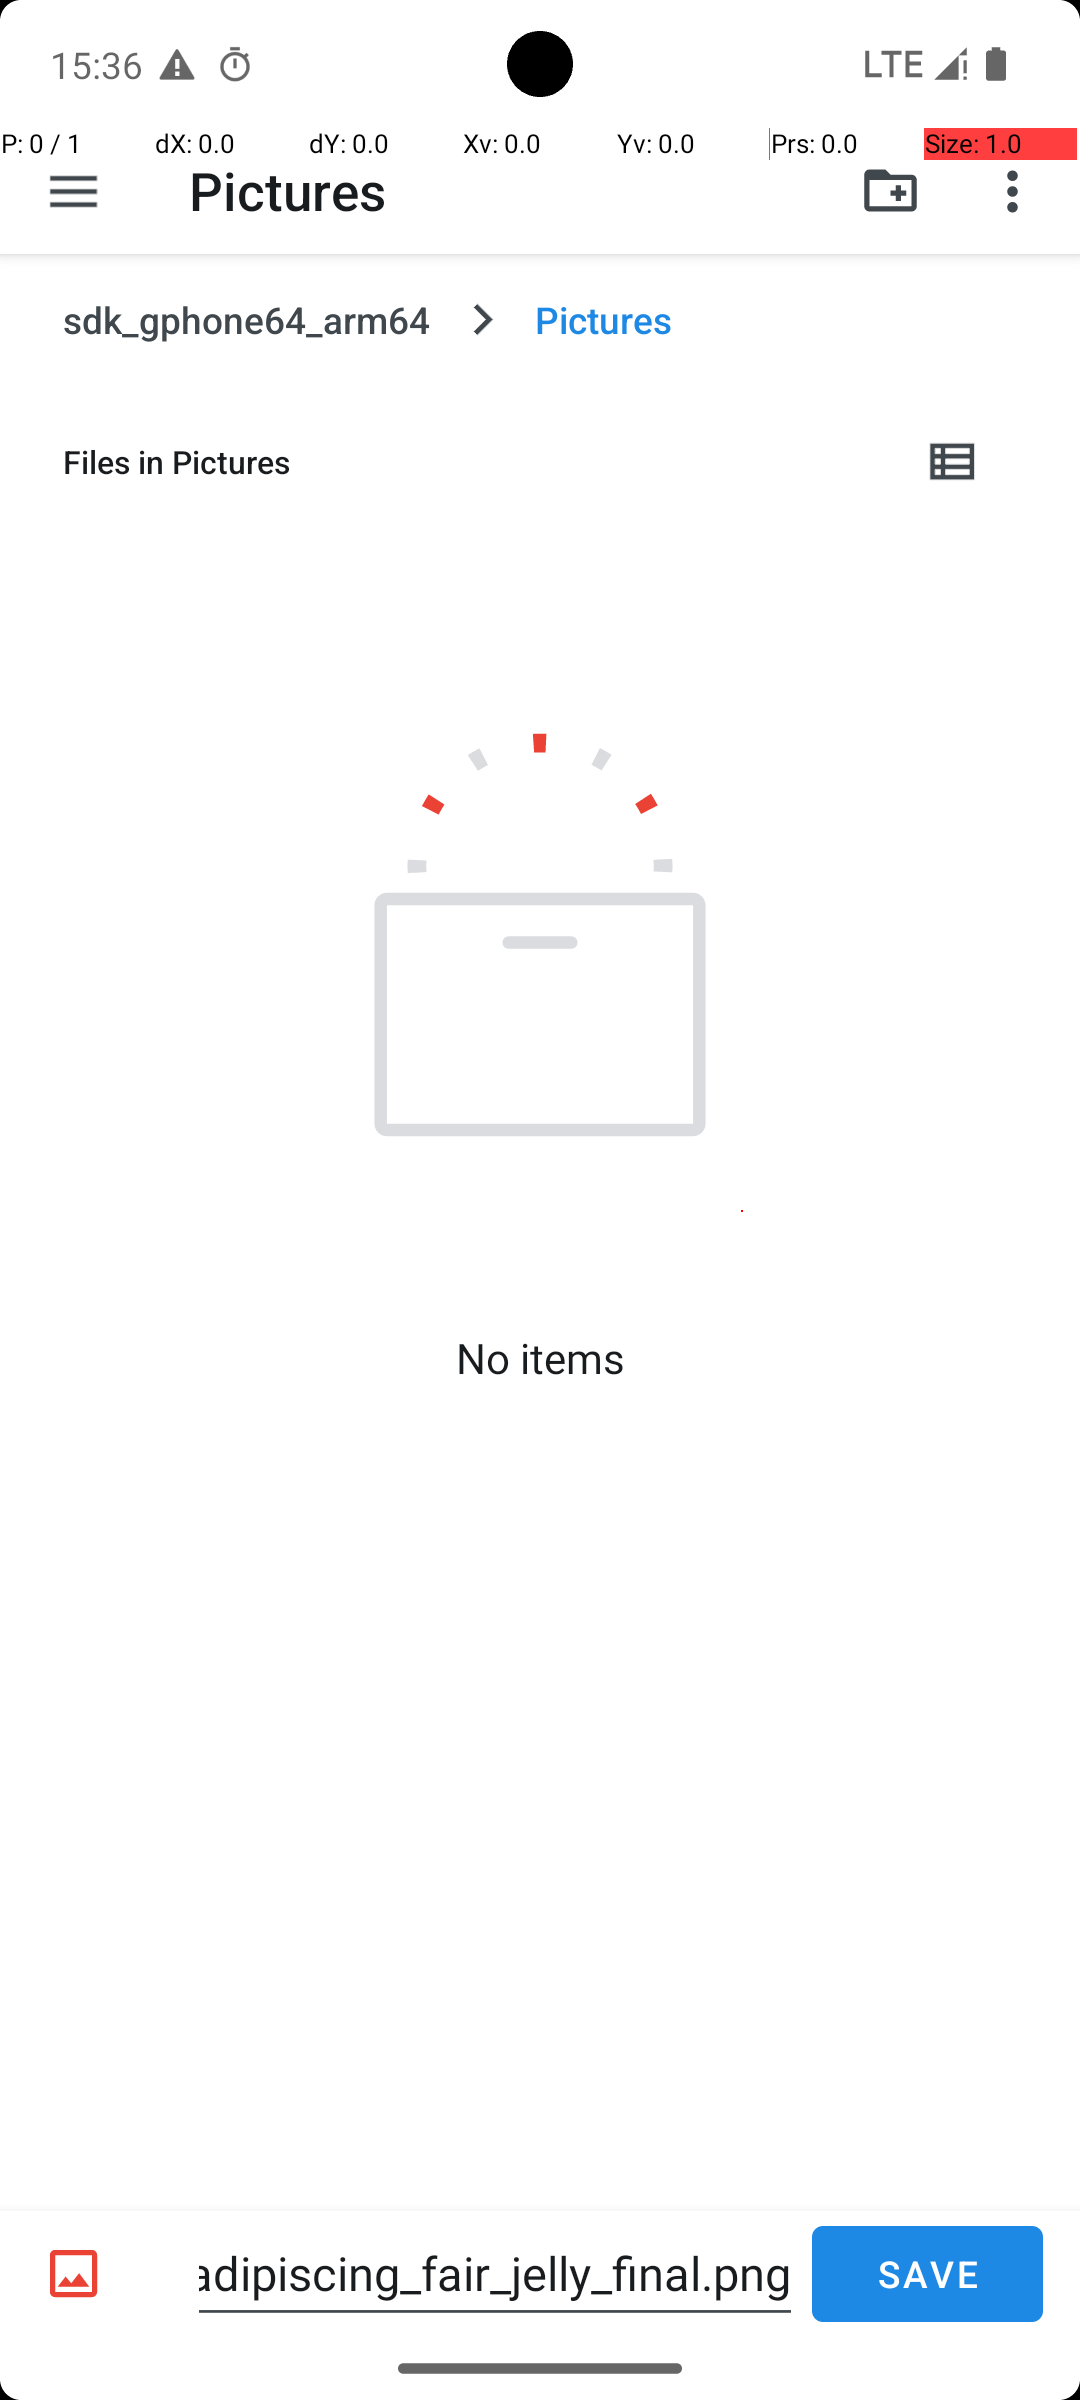 15:36 LTE
P: 0 / 1 dX: 0.0 dY: 0.0 Xv: 0.0 Yv: 0.0 Prs: 0.0 Size: 1.0
Pictures
sdk_gphone64_arm64 > Pictures
Files in Pictures
No items
adipiscing_fair_jelly_final.png SAVE